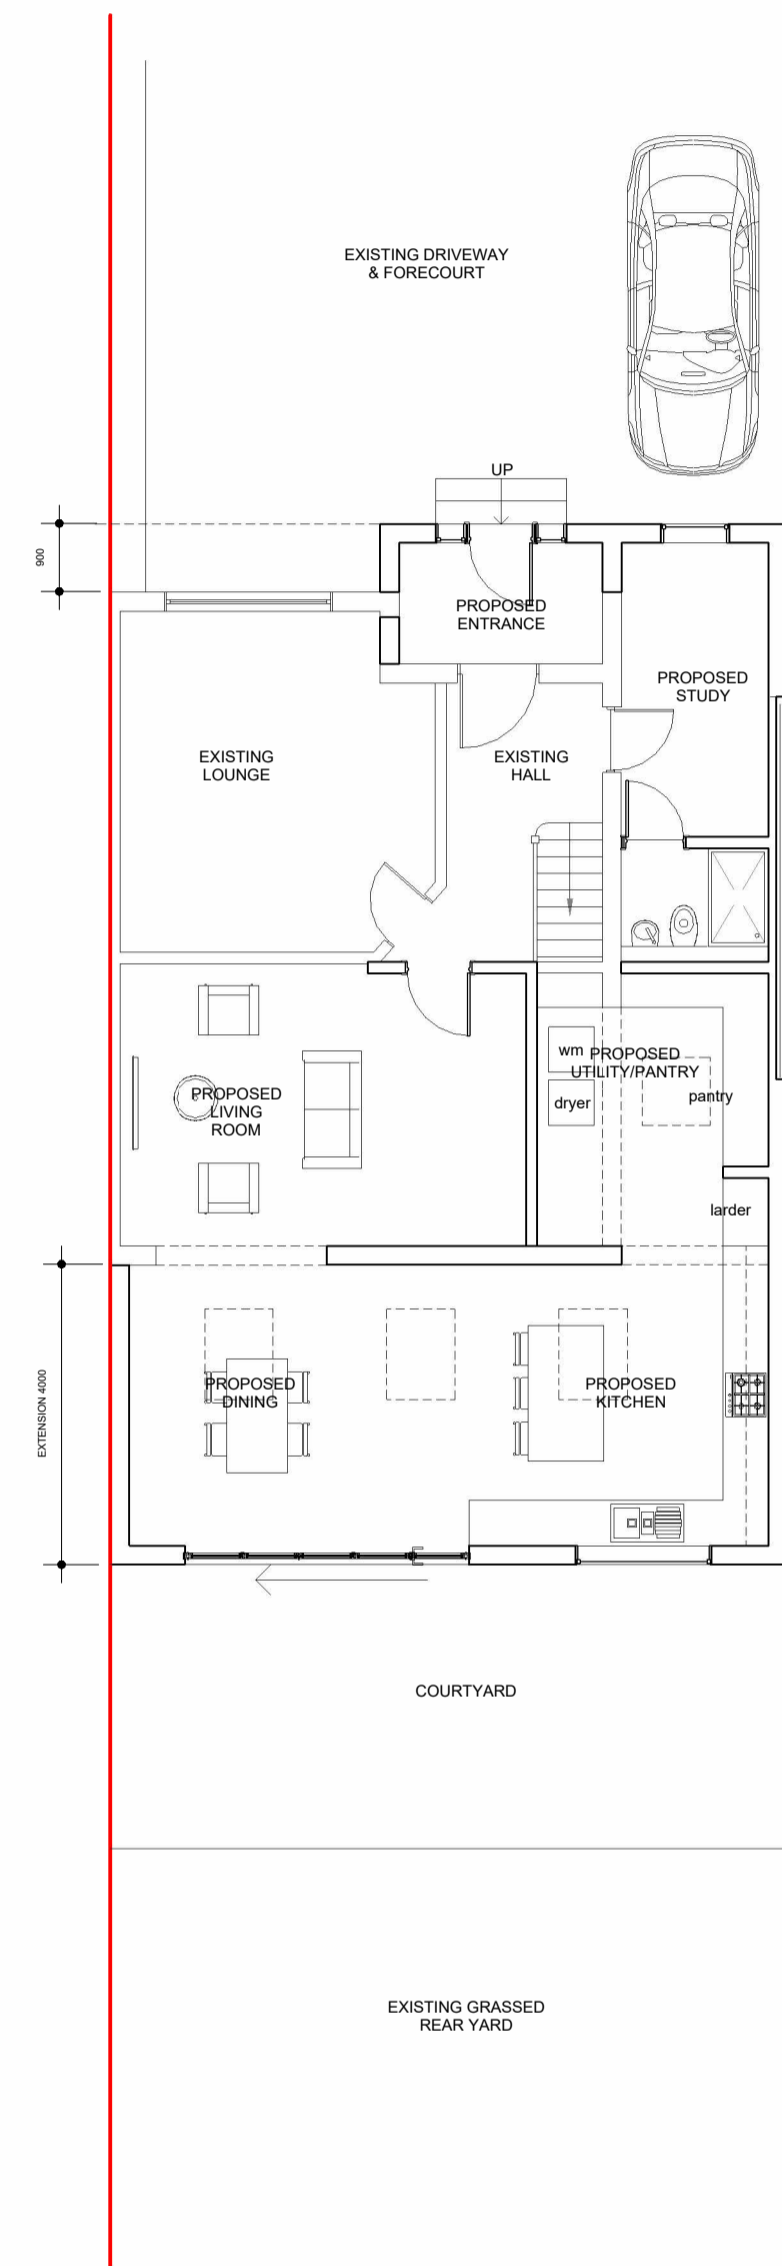 EXISTING DRIVEWAY
& FORECOURT
UP
900
PROPOSED
ENTRANCE
PROPOSED
STUDY
EXISTING
LOUNGE
EXISTING
HALL
wm
PROPOSED
UTILITY/PANTRY
dryer
pantry
PROPOSED
LIVING
ROOM
larder
EXTENSION 4000
PROPOSED
DINING
PROPOSED
KITCHEN
COURTYARD
EXISTING GRASSED
REAR YARD